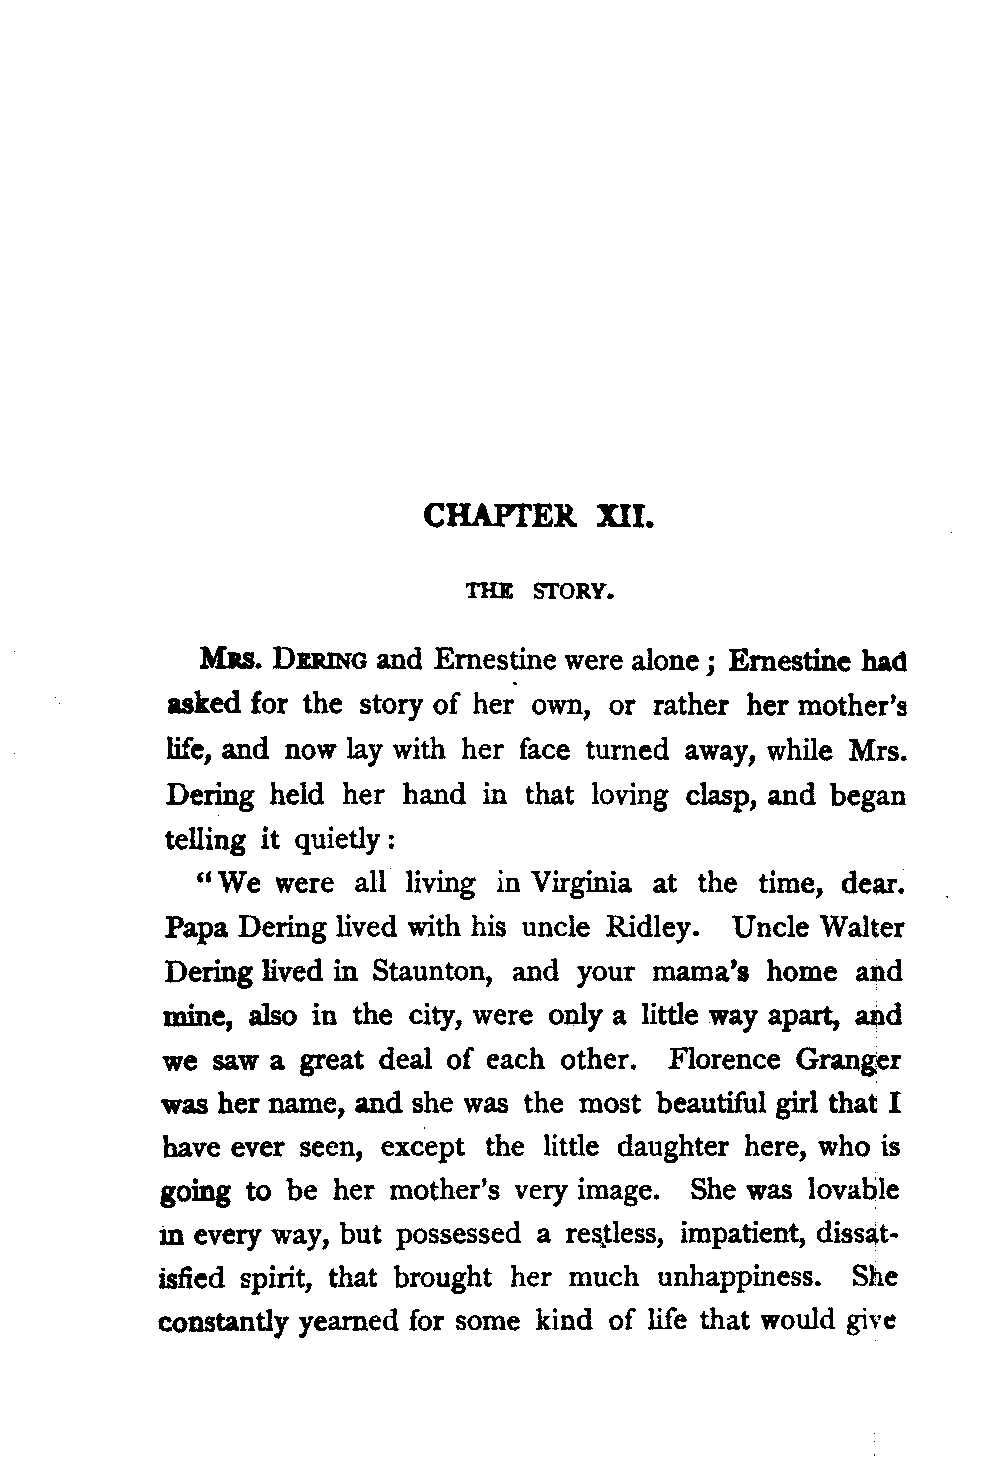 CHAPTER XII.
THE STORY.
MRS. DERING and Ernestine were alone; Ernestine had
asked for the story of her own, or rather her mother's
life, and now lay with her face turned away, while Mrs.
Dering held her hand in that loving clasp, and began
telling it quietly:
"We were all living in Virginia at the time, dear.
Papa Dering lived with his uncle Ridley. Uncle Walter
Dering lived in Staunton, and your mama's home and
mine, also in the city, were only a little way apart, and
we saw a great deal of each other. Florence Granger
was her name, and she was the most beautiful girl that I
have ever seen, except the little daughter here, who is
going to be her mother's very image. She was lovable
in every way, but possessed a restless, impatient, dissat-
isfied spirit, that brought her much unhappiness. She
constantly yearned for some kind of life that would give